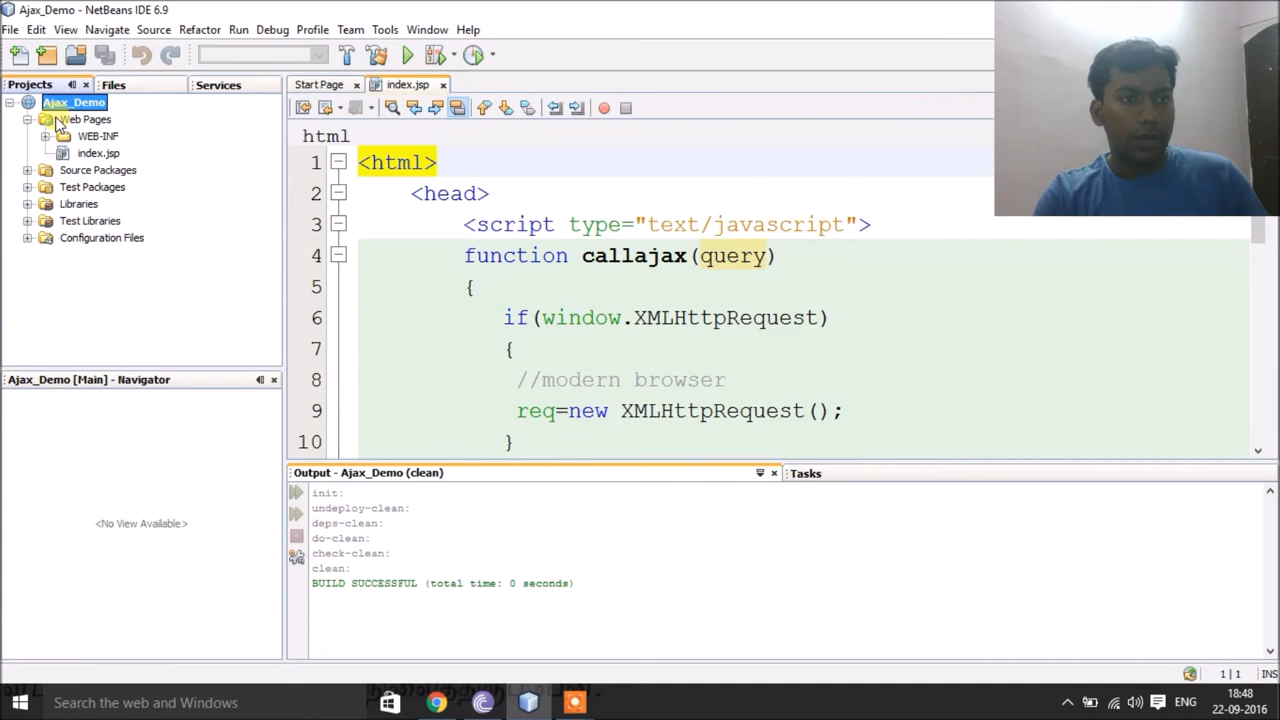 Ajax_Demo - NetBeans IDE 6.9
File Edit View Navigate Source Refactor Run Debug Profile Team Tools Window Help
Projects Files Services
Start Page index.jsp
Ajax_Demo
Web Pages
WEB-INF
index.jsp
Source Packages
Test Packages
Libraries
Test Libraries
Configuration Files
html
1 <html>
2 <head>
3 <script type="text/javascript">
4 function callajax(query)
5 {
6 if(window.XMLHttpRequest)
7 {
8 //modern browser
9 req=new XMLHttpRequest();
10 }
Ajax_Demo [Main] - Navigator
<No View Available>
Output - Ajax_Demo (clean) Tasks
init:
undeploy-clean:
deps-clean:
do-clean:
check-clean:
clean:
BUILD SUCCESSFUL (total time: 0 seconds)
1 | 1 INS
Search the web and Windows
ENG
18:48
22-09-2016